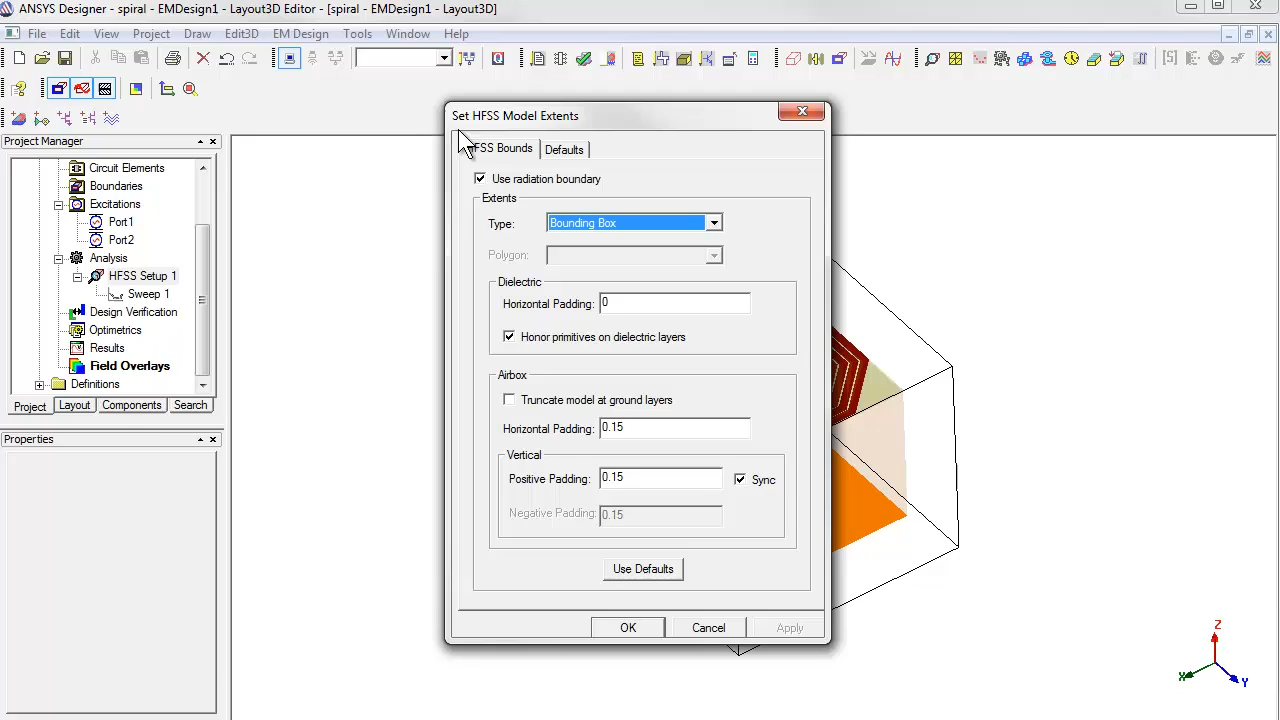 ANSYS Designer - spiral - EMDesign1 - Layout3D Editor - [spiral - EMDesign1 - Layout3D]
File Edit View Project Draw Edit3D EM Design Tools Window Help
Project Manager
Circuit Elements
Boundaries
Excitations
Port1
Port2
Analysis
HFSS Setup 1
Sweep 1
Design Verification
Optimetrics
Results
Field Overlays
Definitions
Project Layout Components Search
Properties
Set HFSS Model Extents
HFSS Bounds Defaults
Use radiation boundary
Extents
Type: Bounding Box
Polygon:
Dielectric
Horizontal Padding: 0
Honor primitives on dielectric layers
Airbox
Truncate model at ground layers
Horizontal Padding: 0.15
Vertical
Positive Padding: 0.15 Sync
Negative Padding: 0.15
Use Defaults
OK Cancel Apply
Z
X
Y